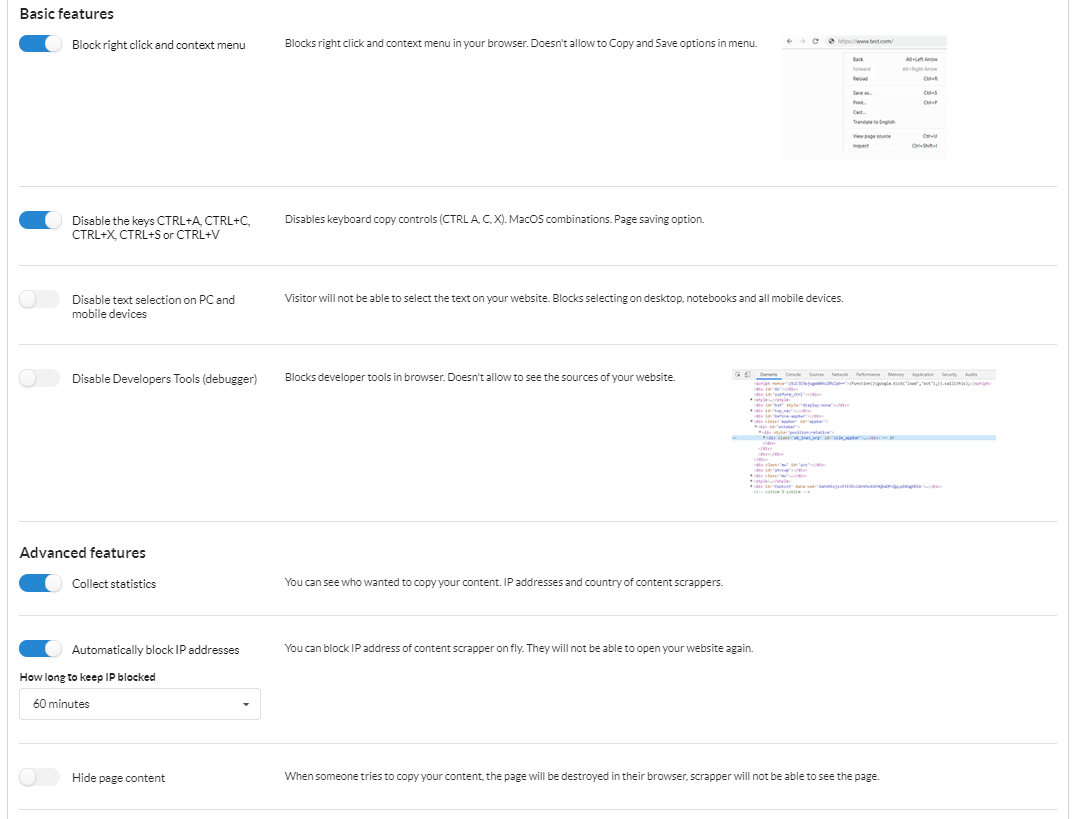 Basic features
Block right click and context menu
Blocks right click and context menu in your browser. Doesn't allow to Copy and Save options in menu.
https://www.test.com/
Back Alt+Left Arrow
Forward Alt+Right Arrow
Reload Ctrl+R
Save as... Ctrl+S
Print... Ctrl+P
Cast...
Translate to English
View page source Ctrl+U
Inspect Ctrl+Shift+I
Disable the keys CTRL+A, CTRL+C,
CTRL+X, CTRL+S or CTRL+V
Disables keyboard copy controls (CTRL A, C, X). MacOS combinations. Page saving option.
Disable text selection on PC and
mobile devices
Visitor will not be able to select the text on your website. Blocks selecting on desktop, notebooks and all mobile devices.
Disable Developers Tools (debugger)
Blocks developer tools in browser. Doesn't allow to see the sources of your website.
Elements Console Sources Network Performance Memory Application Security Audits
Advanced features
Collect statistics
You can see who wanted to copy your content. IP addresses and country of content scrappers.
Automatically block IP addresses
You can block IP address of content scrapper on fly. They will not be able to open your website again.
How long to keep IP blocked
60 minutes
Hide page content
When someone tries to copy your content, the page will be destroyed in their browser, scrapper will not be able to see the page.